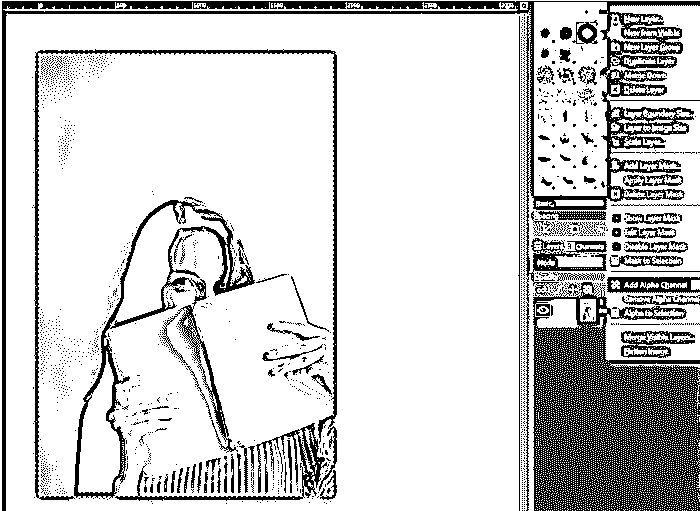 New Layer...
New from Visible
New Layer Group
Duplicate Layer
Merge Down
Delete Layer
Layer Boundary Size...
Layer to Image Size
Scale Layer...
Add Layer Mask...
Apply Layer Mask
Delete Layer Mask
Show Layer Mask
Edit Layer Mask
Disable Layer Mask
Mask to Selection
Add Alpha Channel
Remove Alpha Channel
Alpha to Selection
Merge Visible Layers...
Flatten Image
Channels
Mode